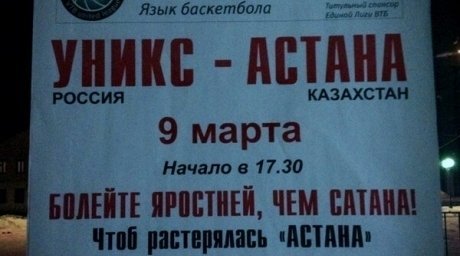 Язык баскетбола
Титульный спонсор
Единой Лиги ВТБ
УНИКС - АСТАНА
РОССИЯ КАЗАХСТАН
9 марта
Начало в 17.30
БОЛЕЙТЕ ЯРОСТНЕЙ, ЧЕМ САТАНА!
Чтоб растерялась «АСТАНА»